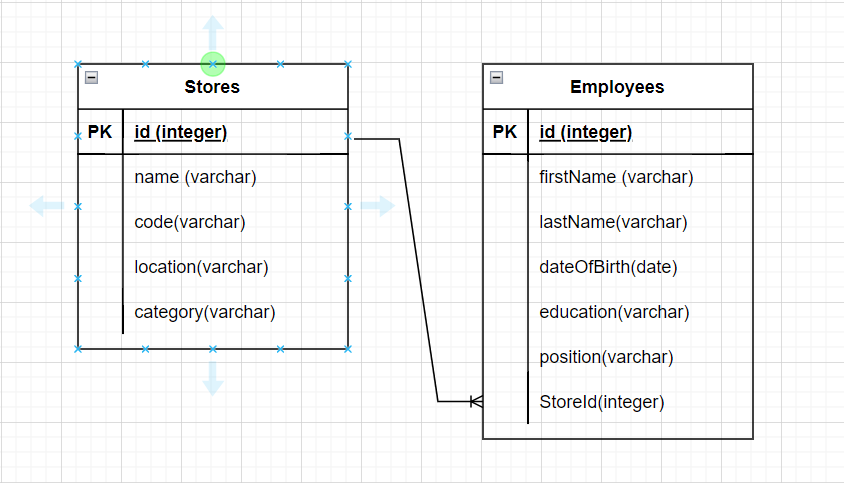 Stores
PK id (integer)
name (varchar)
code(varchar)
location(varchar)
category(varchar)
Employees
PK id (integer)
firstName (varchar)
lastName(varchar)
dateOfBirth(date)
education(varchar)
position(varchar)
StoreId(integer)